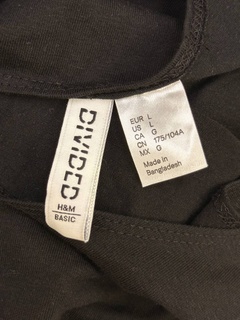 DIVIDED
H&M
BASIC
EUR L
US L
CA G
CN 175/104A
MX G
Made in
Bangladesh